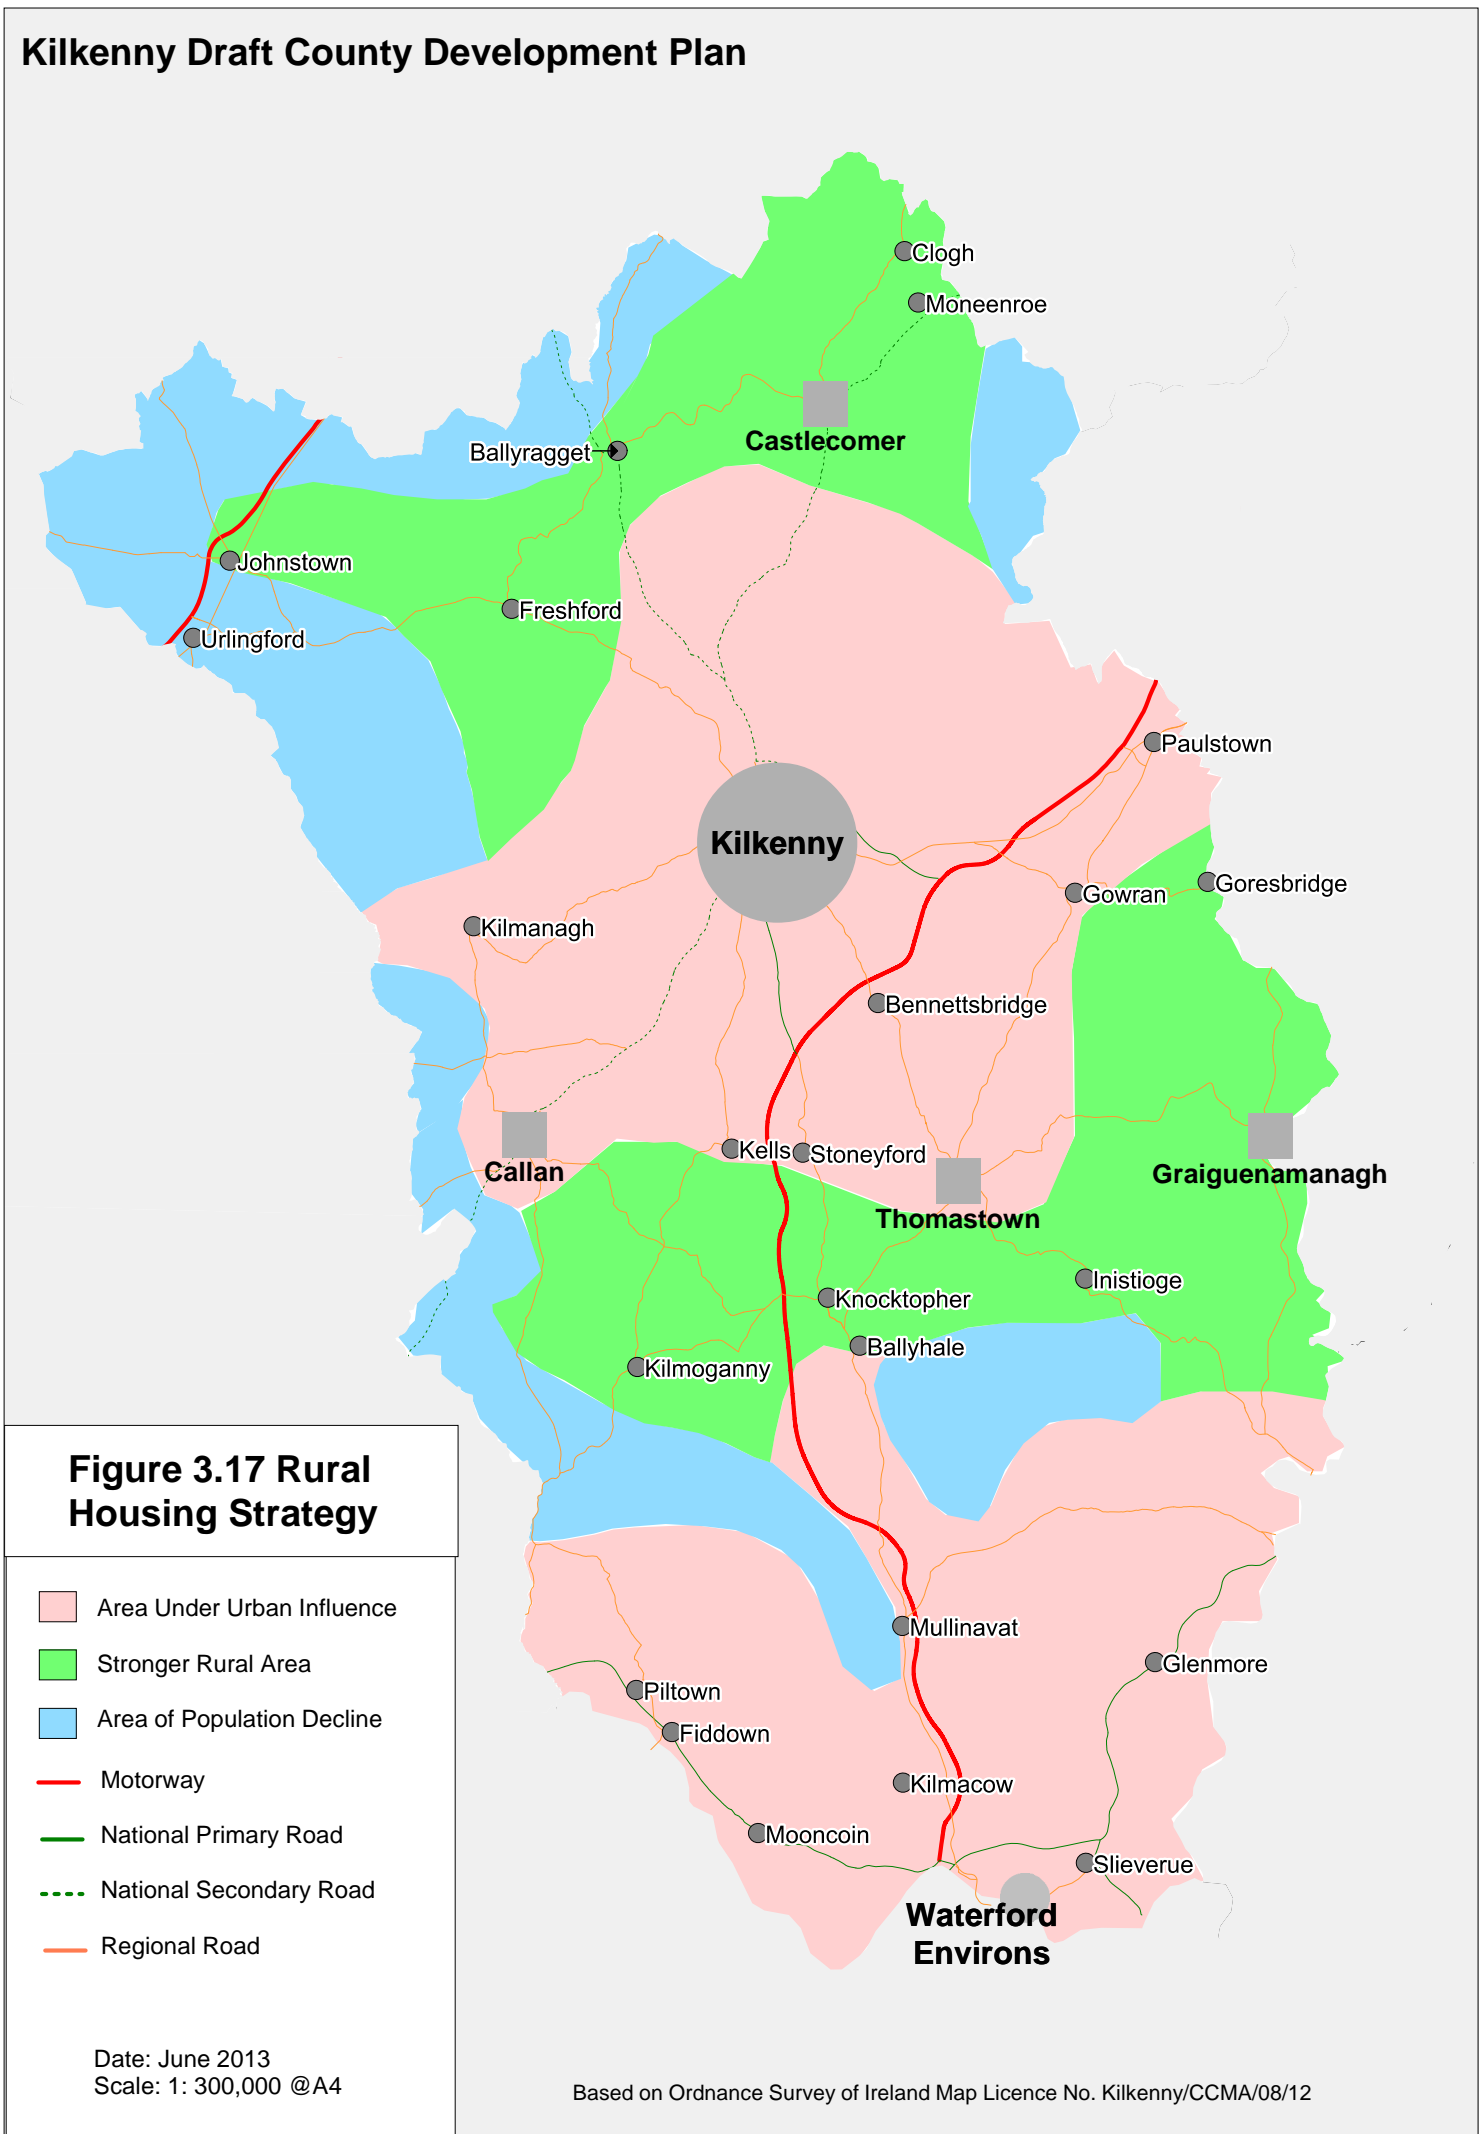 Kilkenny Draft County Development Plan
Clogh
Moneenroe
Castlecomer
Ballyragget
Johnstown
Freshford
Urlingford
Paulstown
Kilkenny
Goresbridge
Gowran
Kilmanagh
Bennettsbridge
Kells
Stoneyford
Callan
Graiguenamanagh
Thomastown
Inistioge
Knocktopher
Ballyhale
Kilmoganny
Mullinavat
Glenmore
Piltown
Fiddown
Kilmacow
Mooncoin
Slieverue
Waterford
Environs
Figure 3.17 Rural
Housing Strategy
Area Under Urban Influence
Stronger Rural Area
Area of Population Decline
Motorway
National Primary Road
National Secondary Road
Regional Road
Date: June 2013
Scale: 1: 300,000 @A4
Based on Ordnance Survey of Ireland Map Licence No. Kilkenny/CCMA/08/12